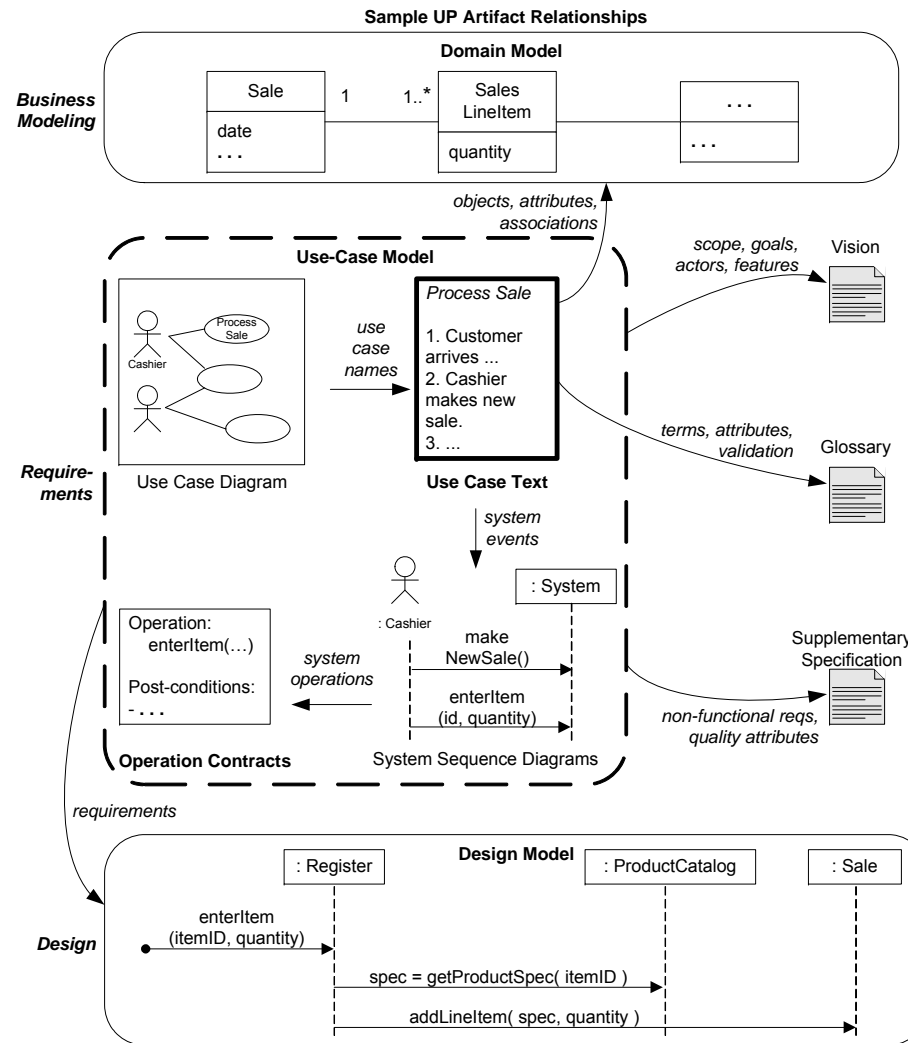 Sample UP Artifact Relationships
Domain Model
Business
Modeling
Sale
date
. . .
1
1..*
Sales
LineItem
quantity
. . .
. . .
objects, attributes,
associations
Use-Case Model
Process
Sale
Cashier
Use Case Diagram
use
case
names
Process Sale
1. Customer
arrives ...
2. Cashier
makes new
sale.
3. ...
Use Case Text
scope, goals,
actors, features
Vision
terms, attributes,
validation
Glossary
Require-
ments
system
events
: Cashier
: System
make
NewSale()
enterItem
(id, quantity)
System Sequence Diagrams
system
operations
Operation:
enterItem(…)
Post-conditions:
- . . .
Operation Contracts
Supplementary
Specification
non-functional reqs,
quality attributes
requirements
Design Model
Design
: Register
: ProductCatalog
: Sale
enterItem
(itemID, quantity)
spec = getProductSpec( itemID )
addLineItem( spec, quantity )